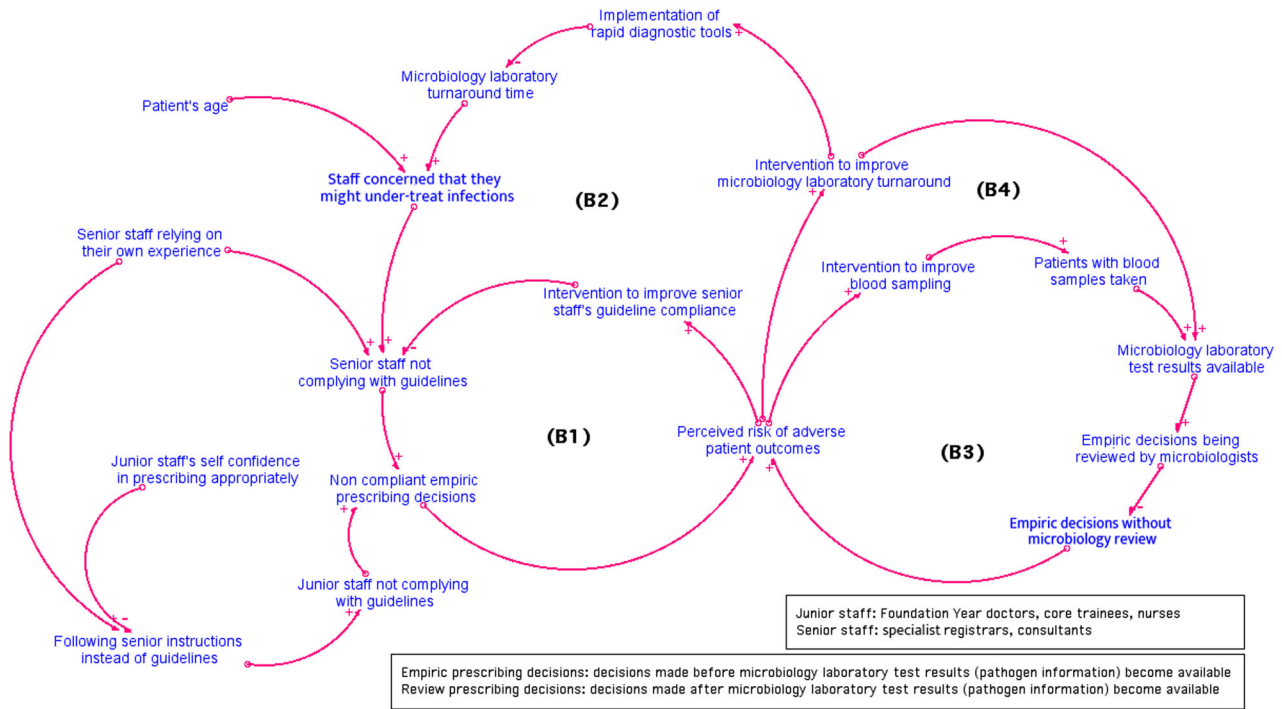 Implementation of
rapid diagnostic tools
+
-
Microbiology laboratory
turnaround time
Patient's age
+
+
Staff concerned that they
might under-treat infections
Intervention to improve
microbiology laboratory turnaround
+
(B2)
(B4)
Senior staff relying on
their own experience
Intervention to improve
blood sampling
+
+
Patients with blood
samples taken
Intervention to improve senior
staff's guideline compliance
+
+
+
-
+
+
Senior staff not
complying with guidelines
Microbiology laboratory
test results available
(B1)
Perceived risk of adverse
patient outcomes
+
+
+
Empiric decisions being
reviewed by microbiologists
(B3)
+
Junior staff's self confidence
in prescribing appropriately
Non compliant empiric
prescribing decisions
+
-
Empiric decisions without
microbiology review
Junior staff not complying
with guidelines
+
+
-
Following senior instructions
instead of guidelines
Junior staff: Foundation Year doctors, core trainees, nurses
Senior staff: specialist registrars, consultants
Empiric prescribing decisions: decisions made before microbiology laboratory test results (pathogen information) become available
Review prescribing decisions: decisions made after microbiology laboratory test results (pathogen information) become available